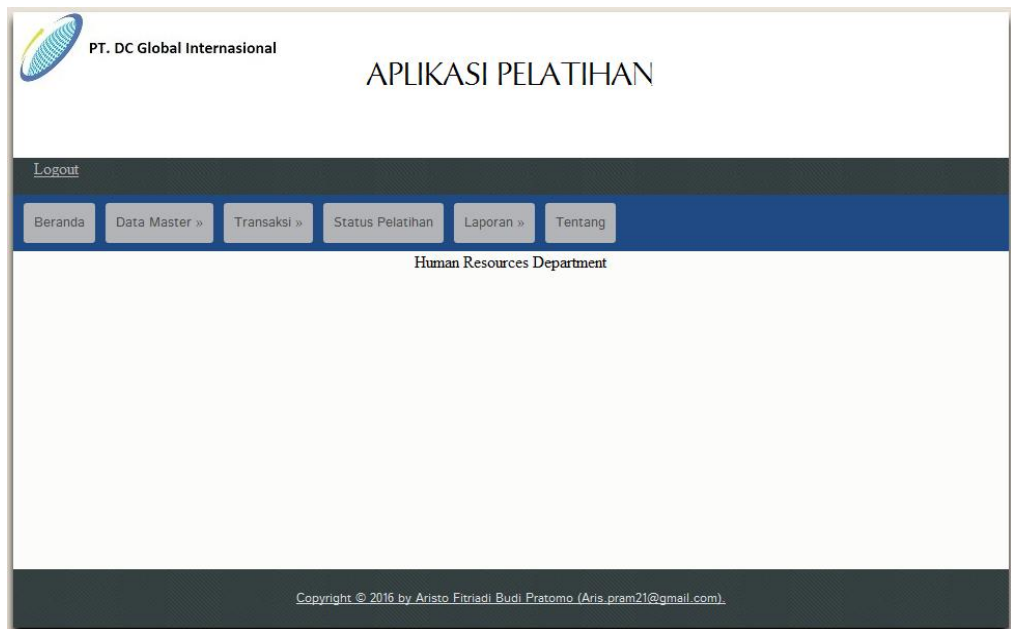 PT. DC Global Internasional
APLIKASI PELATIHAN
Logout
Beranda
Data Master »
Transaksi »
Status Pelatihan
Laporan »
Tentang
Human Resources Department
Copyright © 2016 by Aristo Fitriadi Budi Pratomo (Aris.pram21@gmail.com).